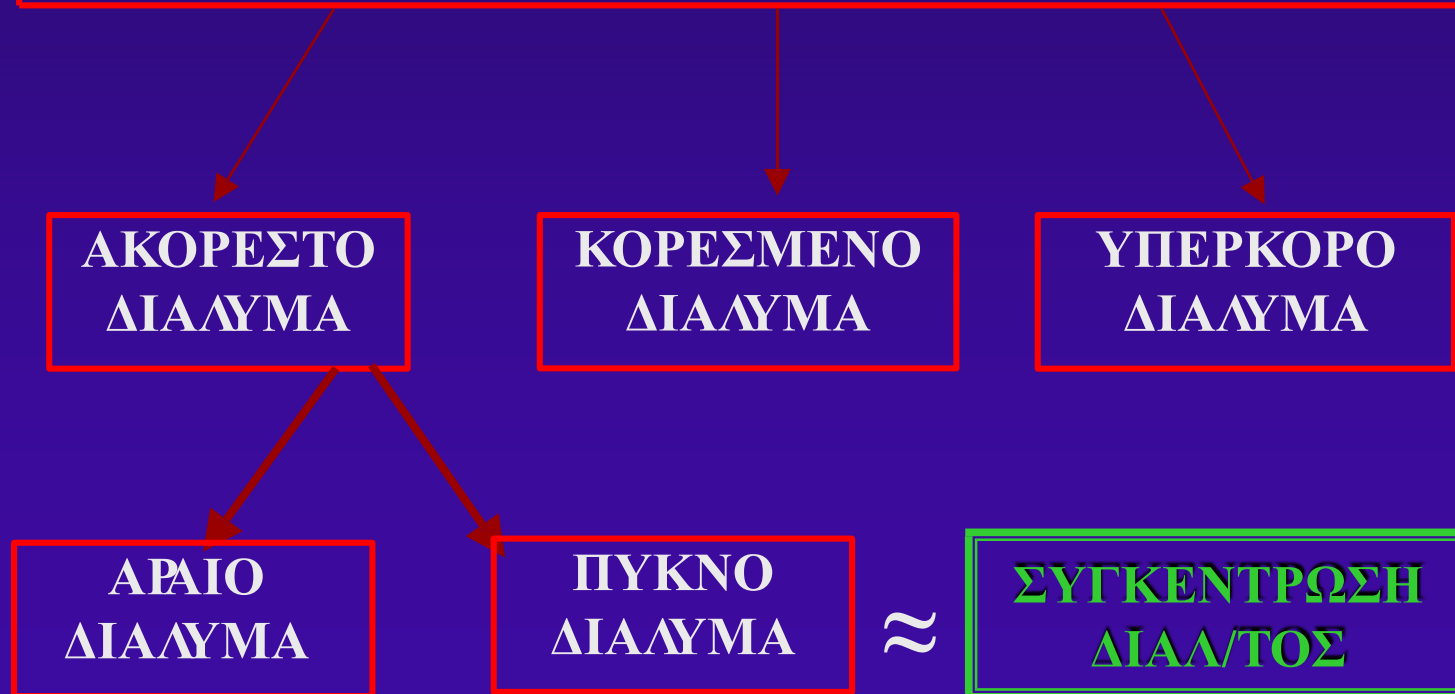 ΑΚΟΡΕΣΤΟ
ΔΙΑΛΥΜΑ
ΚΟΡΕΣΜΕΝΟ
ΔΙΑΛΥΜΑ
ΥΠΕΡΚΟΡΟ
ΔΙΑΛΥΜΑ
ΑΡΑΙΟ
ΔΙΑΛΥΜΑ
ΠΥΚΝΟ
ΔΙΑΛΥΜΑ
≈
ΣΥΓΚΕΝΤΡΩΣΗ
ΔΙΑΛ/ΤΟΣ